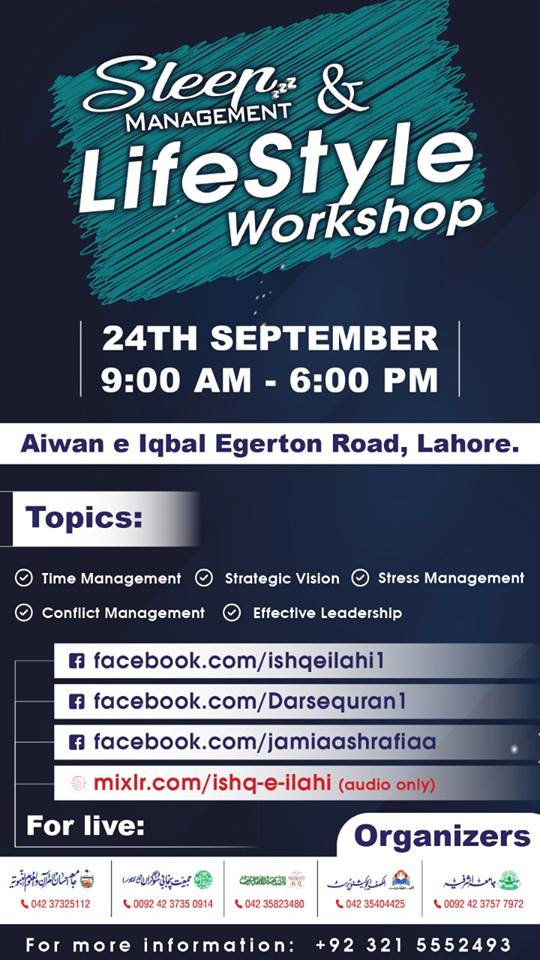 Sleep zzz &
MANAGEMENT
LifeStyle
Workshop
24TH SEPTEMBER
9:00 AM - 6:00 PM
Aiwan e Iqbal Egerton Road, Lahore.
Topics:
Time Management Strategic Vision Stress Management
Conflict Management Effective Leadership
facebook.com/ishqeilahi1
facebook.com/Darsequran1
facebook.com/jamiaashrafiaa
mixlr.com/ishq-e-ilahi (audio only)
For live:
Organizers
جامعہ اشرفیہ
042 37325112 0092 42 3735 0914 042 35823480 042 35404425 0092 42 3757 7972
For more information: +92 321 5552493